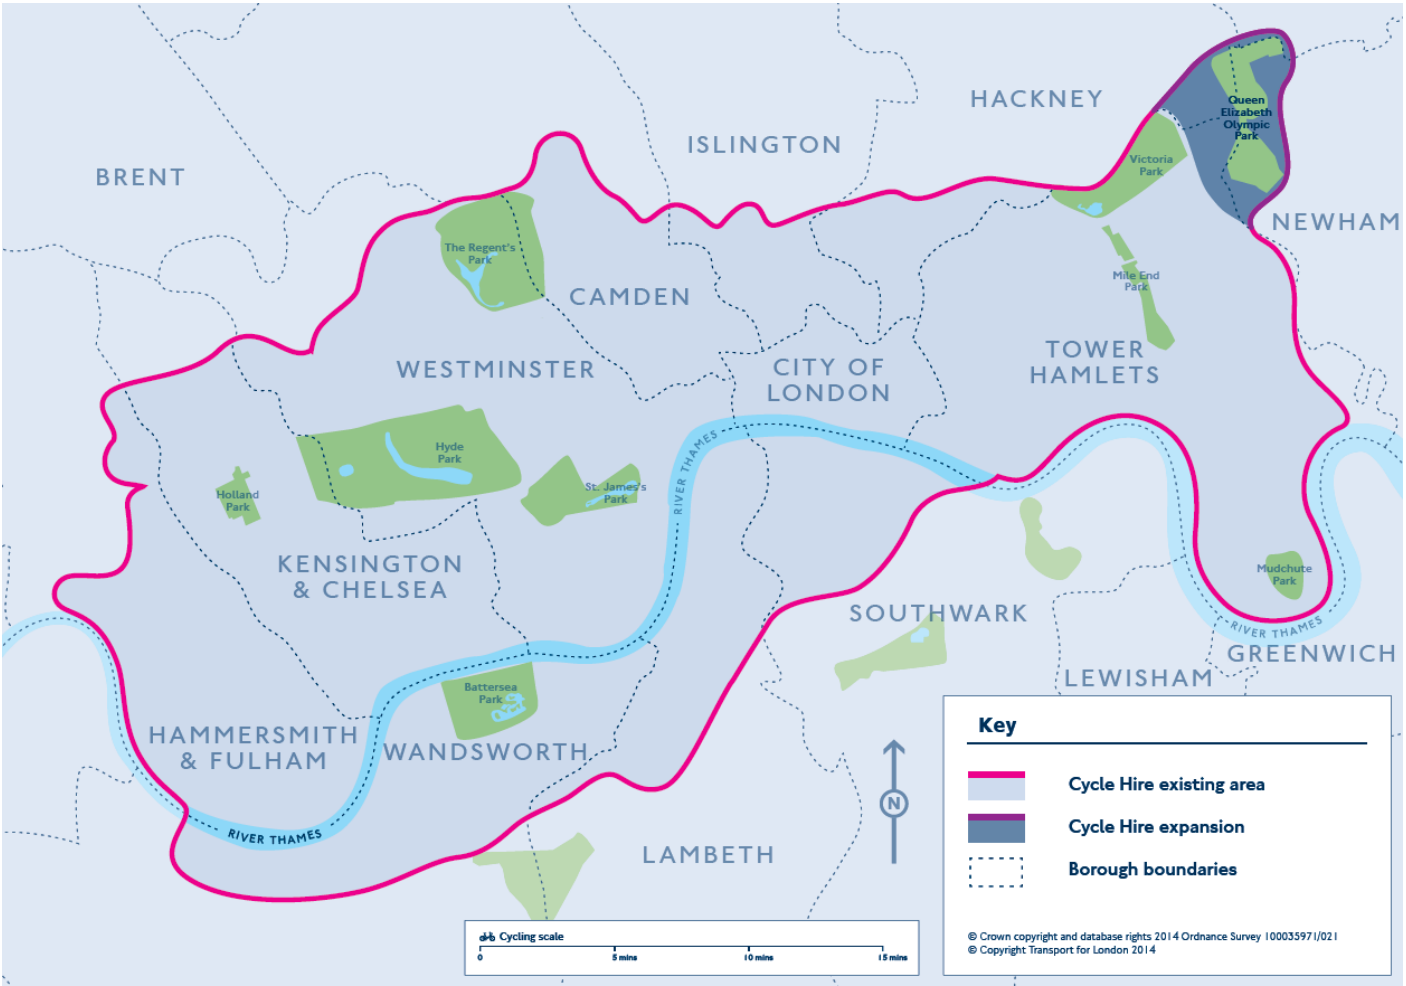 HACKNEY
Queen
Elizabeth
Olympic
Park
ISLINGTON
Victoria
Park
BRENT
NEWHAM
The Regent's
Park
Mile End
Park
CAMDEN
TOWER
HAMLETS
WESTMINSTER
CITY OF
LONDON
Hyde
Park
RIVER THAMES
Holland
Park
St. James's
Park
KENSINGTON
& CHELSEA
Mudchute
Park
SOUTHWARK
RIVER THAMES
GREENWICH
LEWISHAM
Battersea
Park
HAMMERSMITH
& FULHAM
WANDSWORTH
RIVER THAMES
LAMBETH
N
Key
Cycle Hire existing area
Cycle Hire expansion
Borough boundaries
© Crown copyright and database rights 2014 Ordnance Survey 100035971/021
© Copyright Transport for London 2014
Cycling scale
0 5 mins 10 mins 15 mins